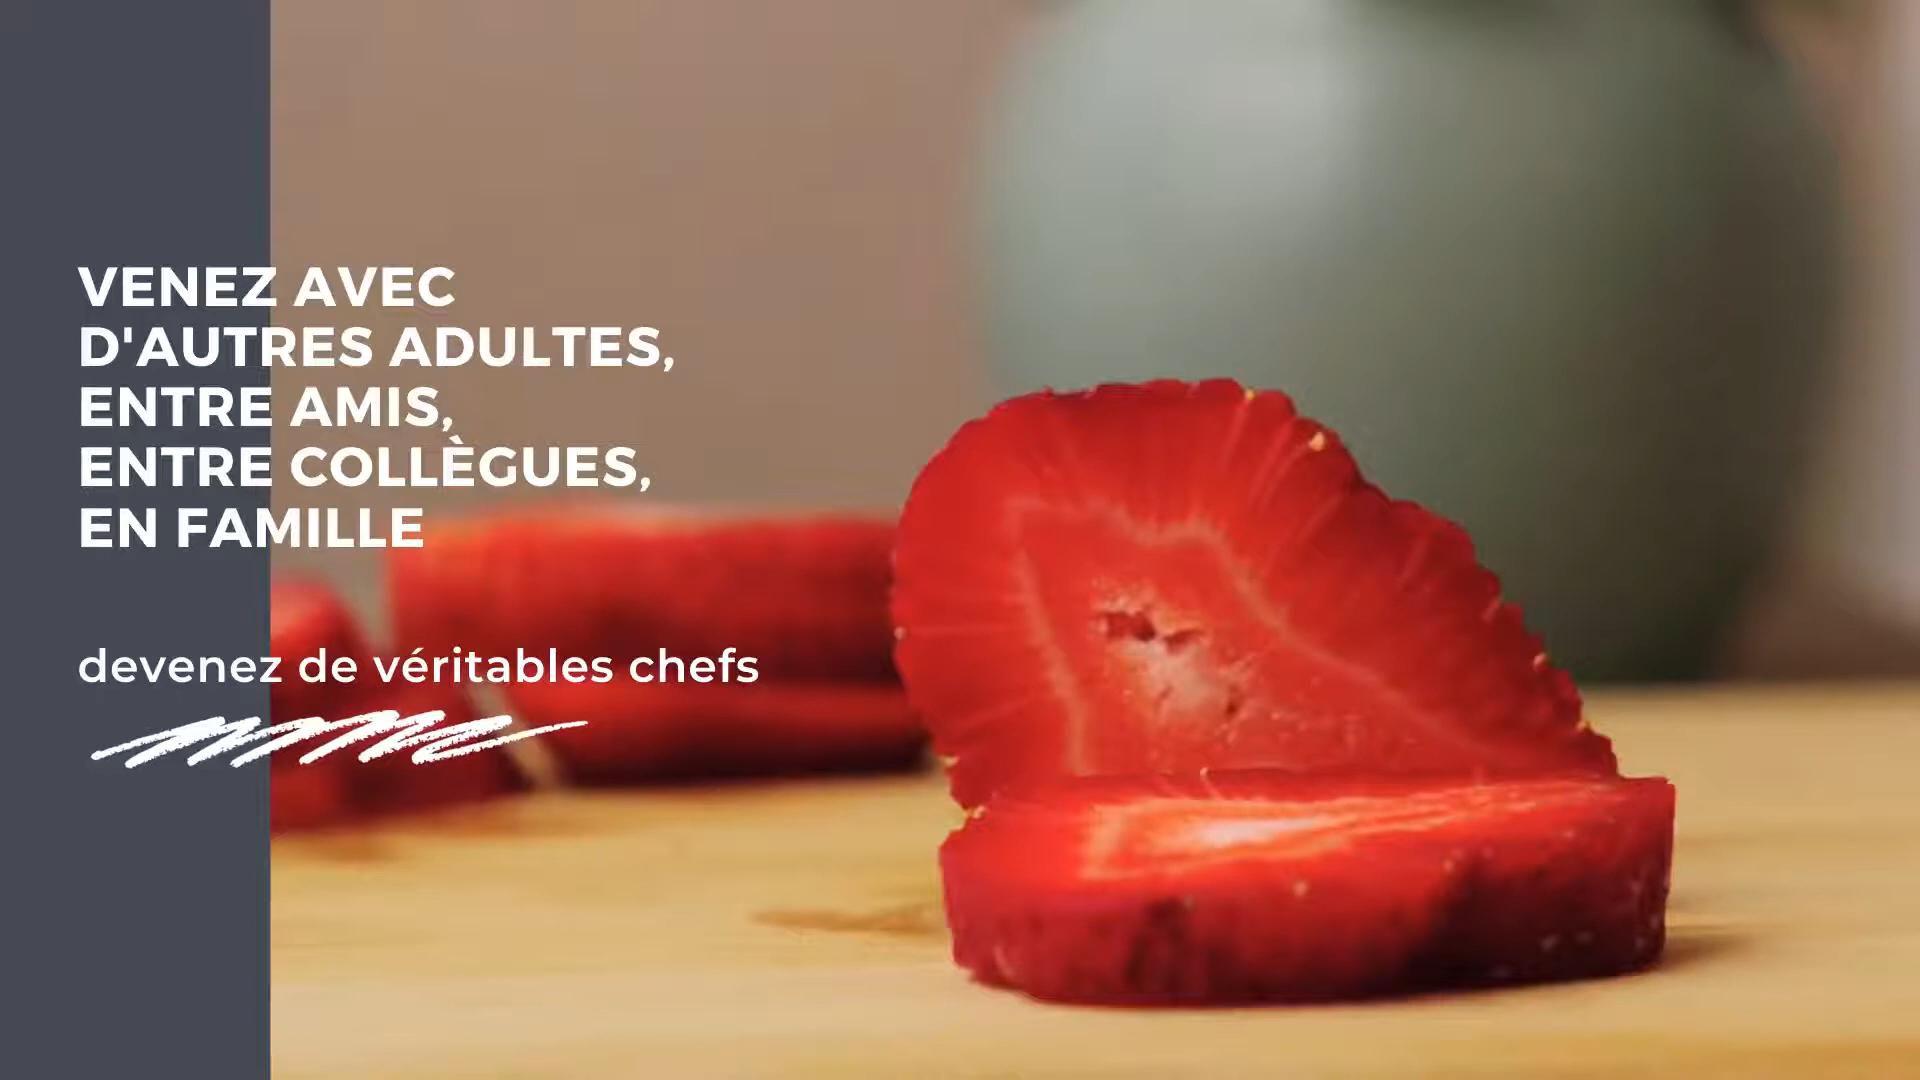 VENEZ AVEC
D'AUTRES ADULTES,
ENTRE AMIS,
ENTRE COLLÈGUES,
EN FAMILLE
devenez de véritables chefs